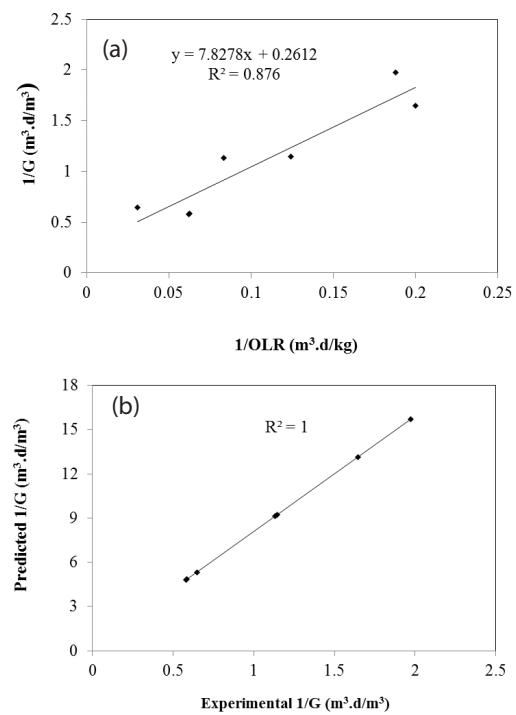 (a)
y = 7.8278x + 0.2612
R² = 0.876
1/G (m³.d/m³)
2.5
2
1.5
1
0.5
0
0
0.05
0.1
0.15
0.2
0.25
1/OLR (m³.d/kg)
(b)
R² = 1
Predicted 1/G (m³.d/m³)
18
15
12
9
6
3
0
0
0.5
1
1.5
2
2.5
Experimental 1/G (m³.d/m³)